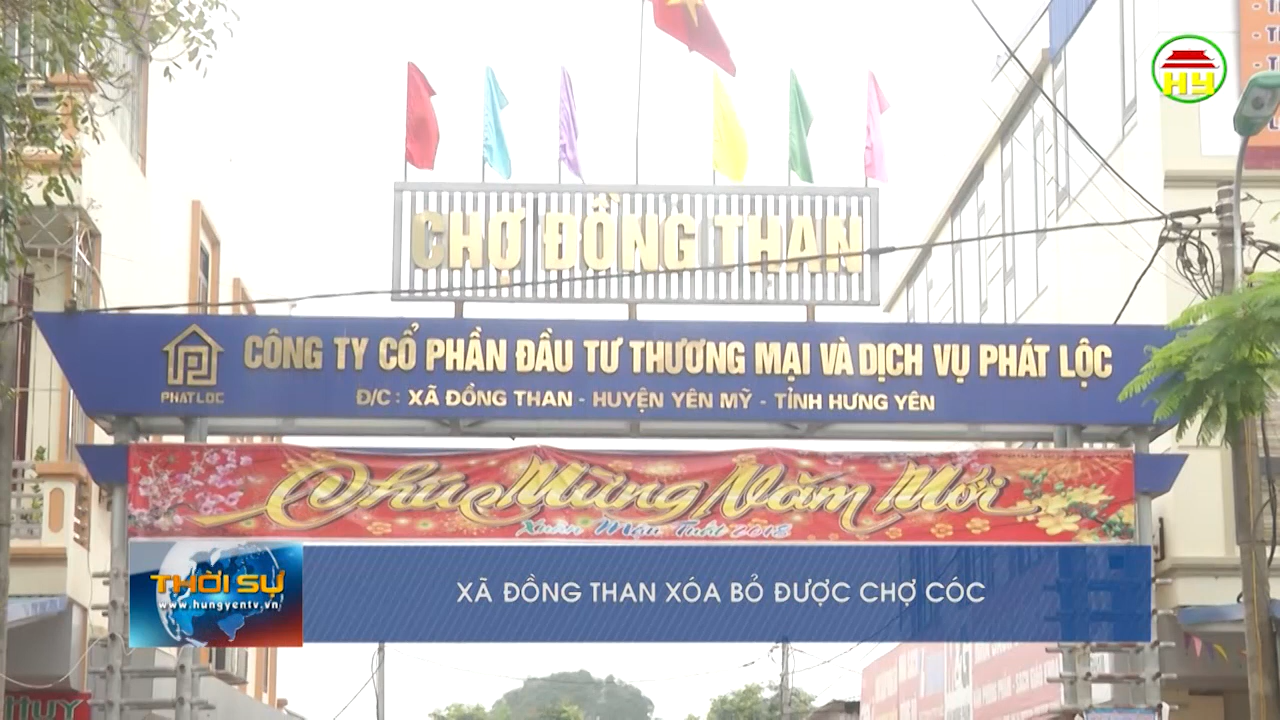 HY
CHỢ ĐỒNG THAN
CÔNG TY CỔ PHẦN ĐẦU TƯ THƯƠNG MẠI VÀ DỊCH VỤ PHÁT LỘC
PHATLOC
Đ/C : XÃ ĐỒNG THAN - HUYỆN YÊN MỸ - TỈNH HƯNG YÊN
Chúc Mừng Năm Mới
Xuân Mậu Tuất 2018
THỜI SỰ
www.hungyentv.vn
XÃ ĐỒNG THAN XÓA BỎ ĐƯỢC CHỢ CÓC
HUY